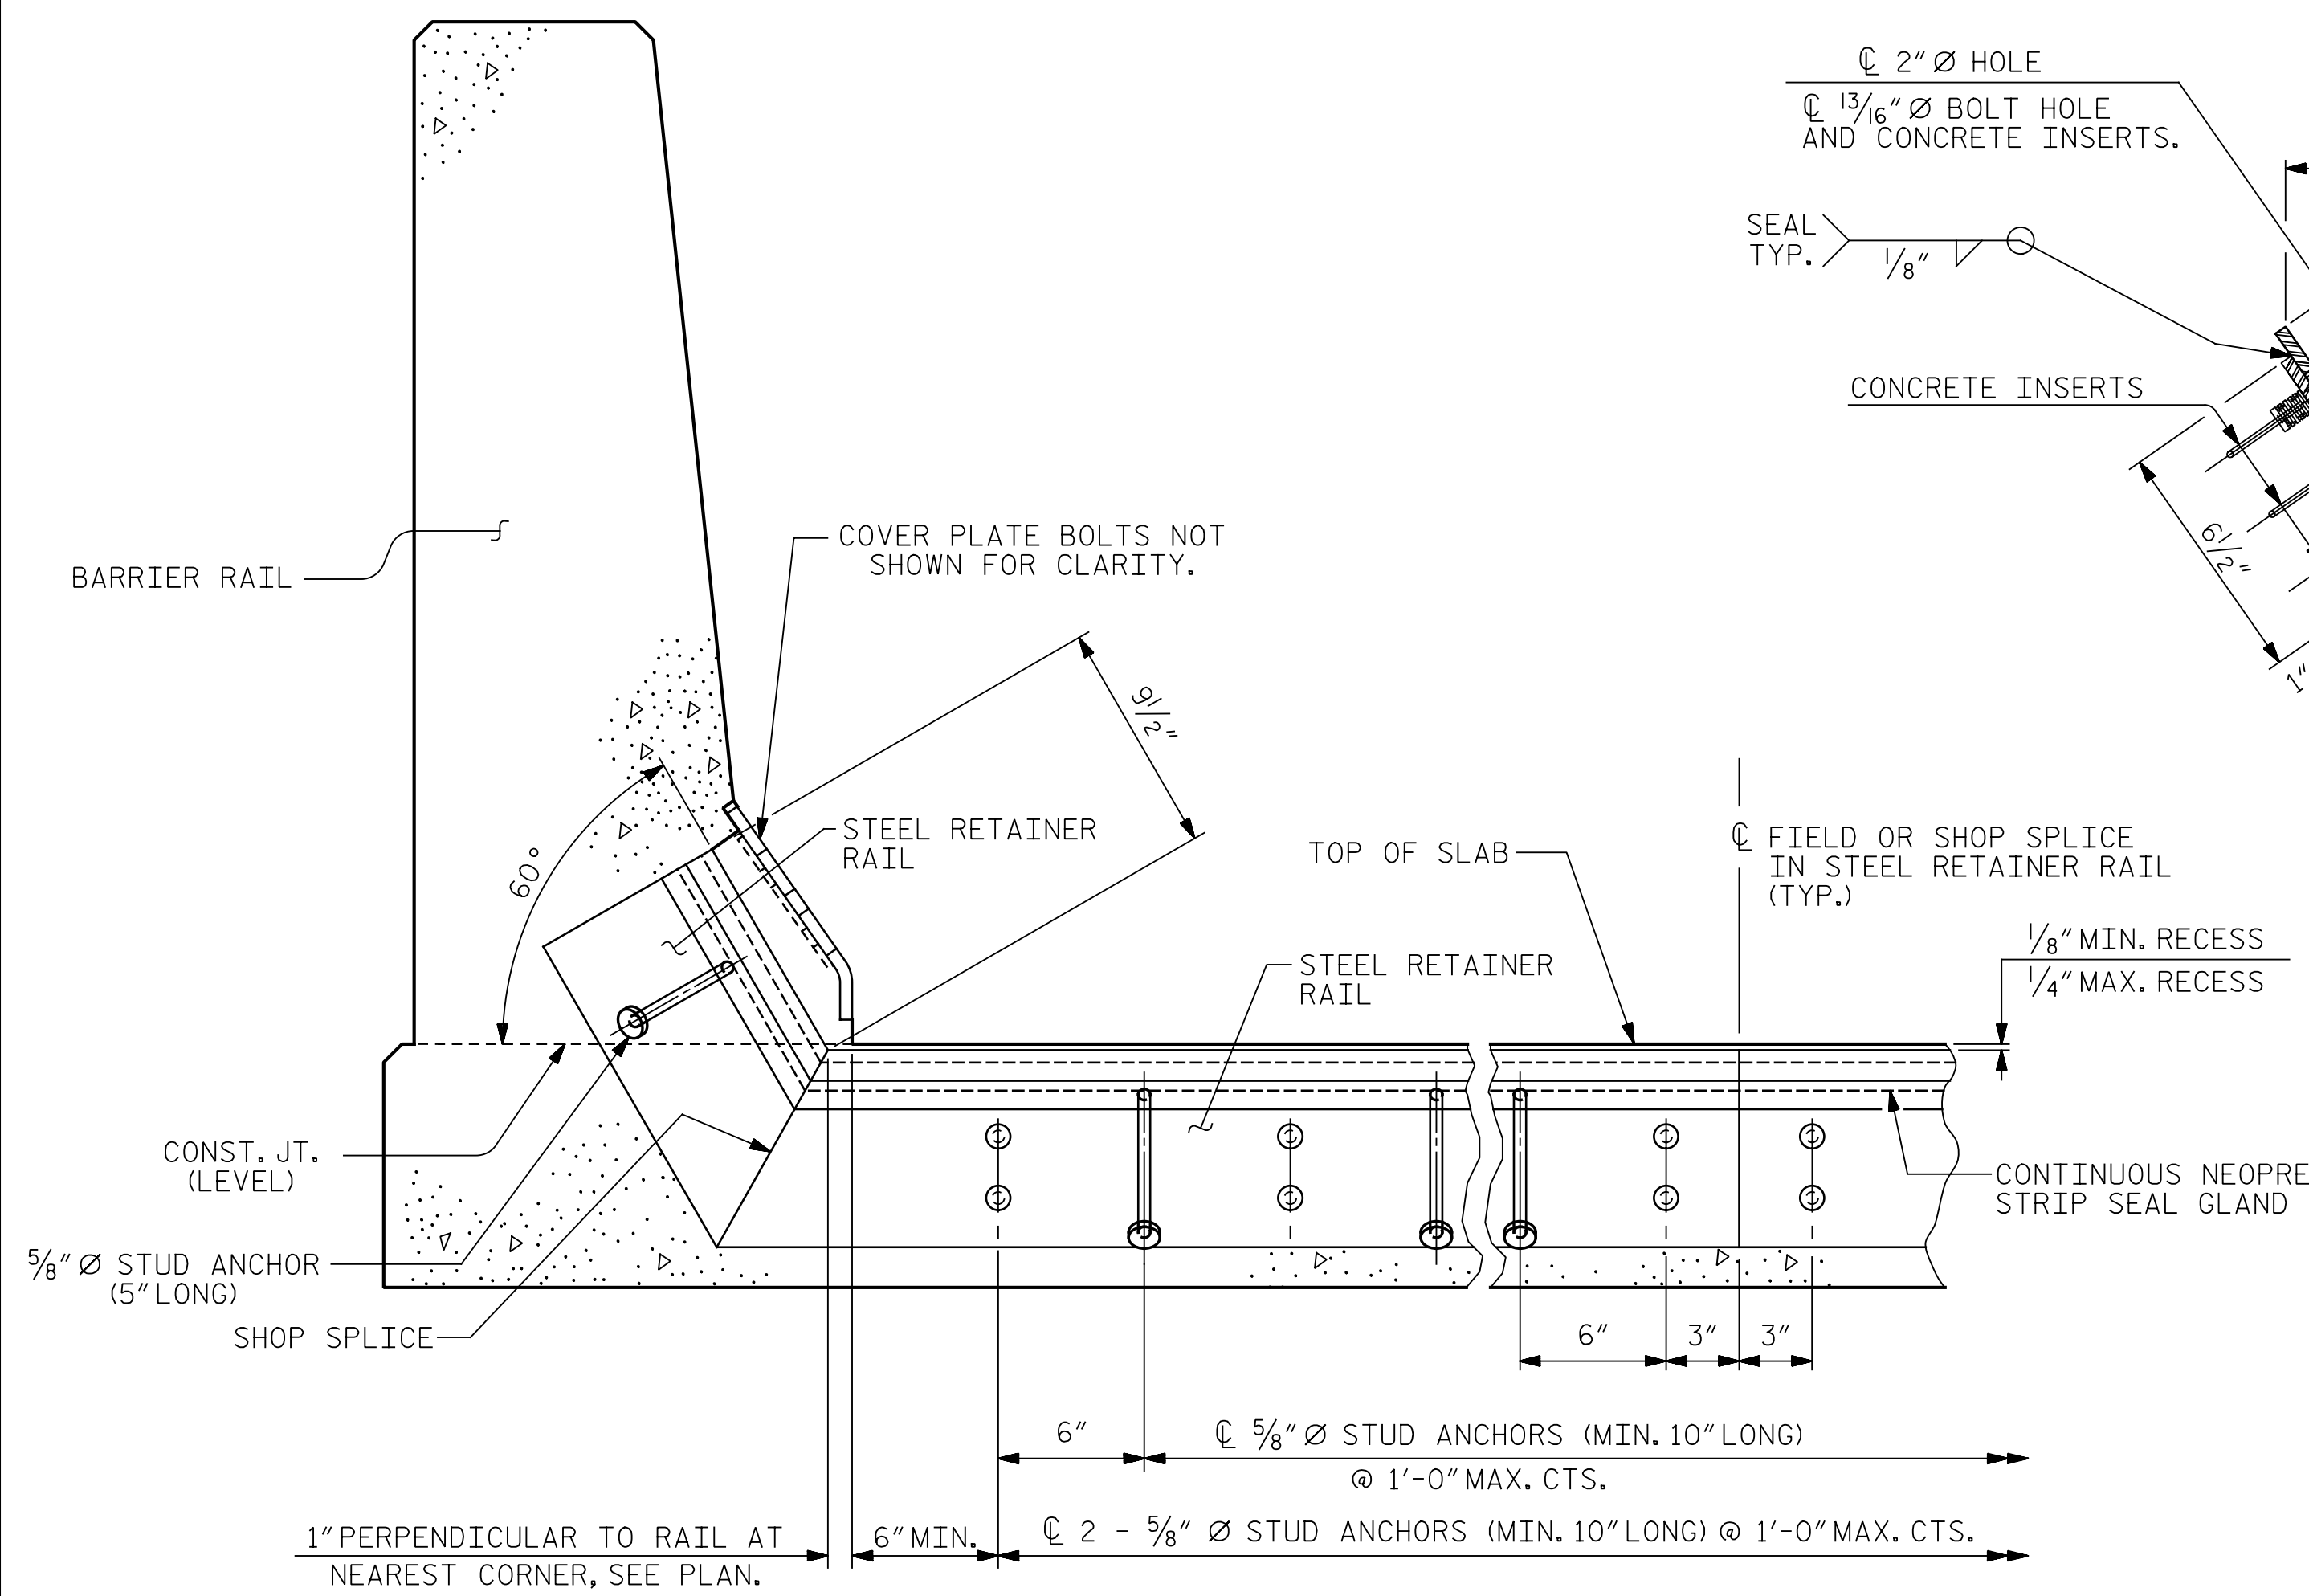 ℄ 2" Ø HOLE
℄ 13/16" Ø BOLT HOLE
AND CONCRETE INSERTS.
SEAL
TYP.
1/8"
CONCRETE INSERTS
6 1/2"
1"
COVER PLATE BOLTS NOT
SHOWN FOR CLARITY.
BARRIER RAIL
9 1/2"
60°
STEEL RETAINER
RAIL
TOP OF SLAB
℄ FIELD OR SHOP SPLICE
IN STEEL RETAINER RAIL
(TYP.)
1/8" MIN. RECESS
1/4" MAX. RECESS
STEEL RETAINER
RAIL
CONST. JT.
(LEVEL)
CONTINUOUS NEOPRE
STRIP SEAL GLAND
5/8" Ø STUD ANCHOR
(5" LONG)
SHOP SPLICE
6"
3"
3"
6"
℄ 5/8" Ø STUD ANCHORS (MIN. 10" LONG)
@ 1'-0" MAX. CTS.
1" PERPENDICULAR TO RAIL AT
NEAREST CORNER, SEE PLAN.
6" MIN.
℄ 2 - 5/8" Ø STUD ANCHORS (MIN. 10" LONG) @ 1'-0" MAX. CTS.